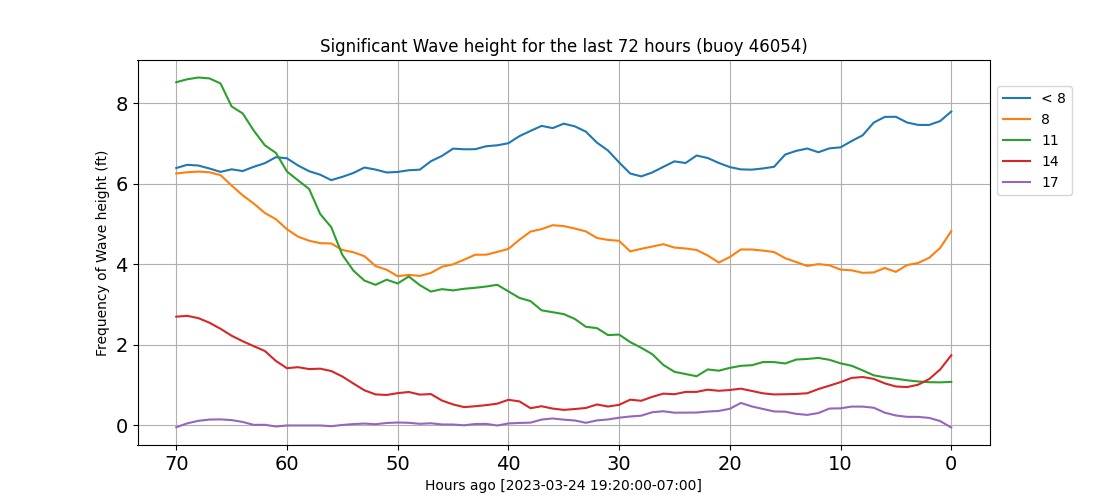 Significant Wave height for the last 72 hours (buoy 46054)
Frequency of Wave height (ft)
8
6
4
2
0
< 8
8
11
14
17
70 60 50 40 30 20 10 0
Hours ago [2023-03-24 19:20:00-07:00]